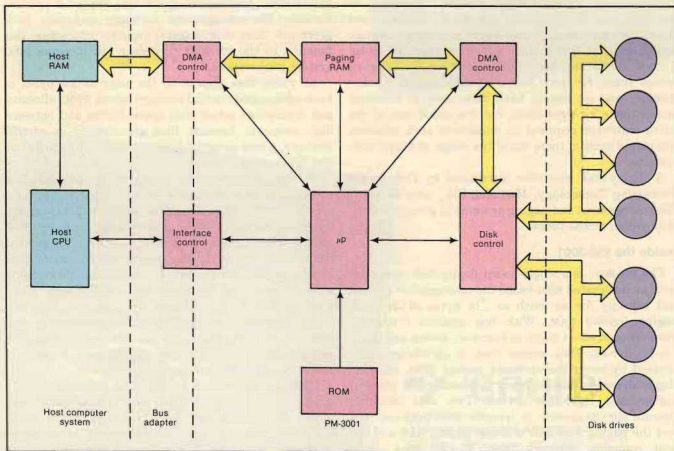 Host
RAM
DMA
control
Paging
RAM
DMA
control
Host
CPU
Interface
control
μP
Disk
control
ROM
Host computer
system
Bus
adapter
PM-3001
Disk drives